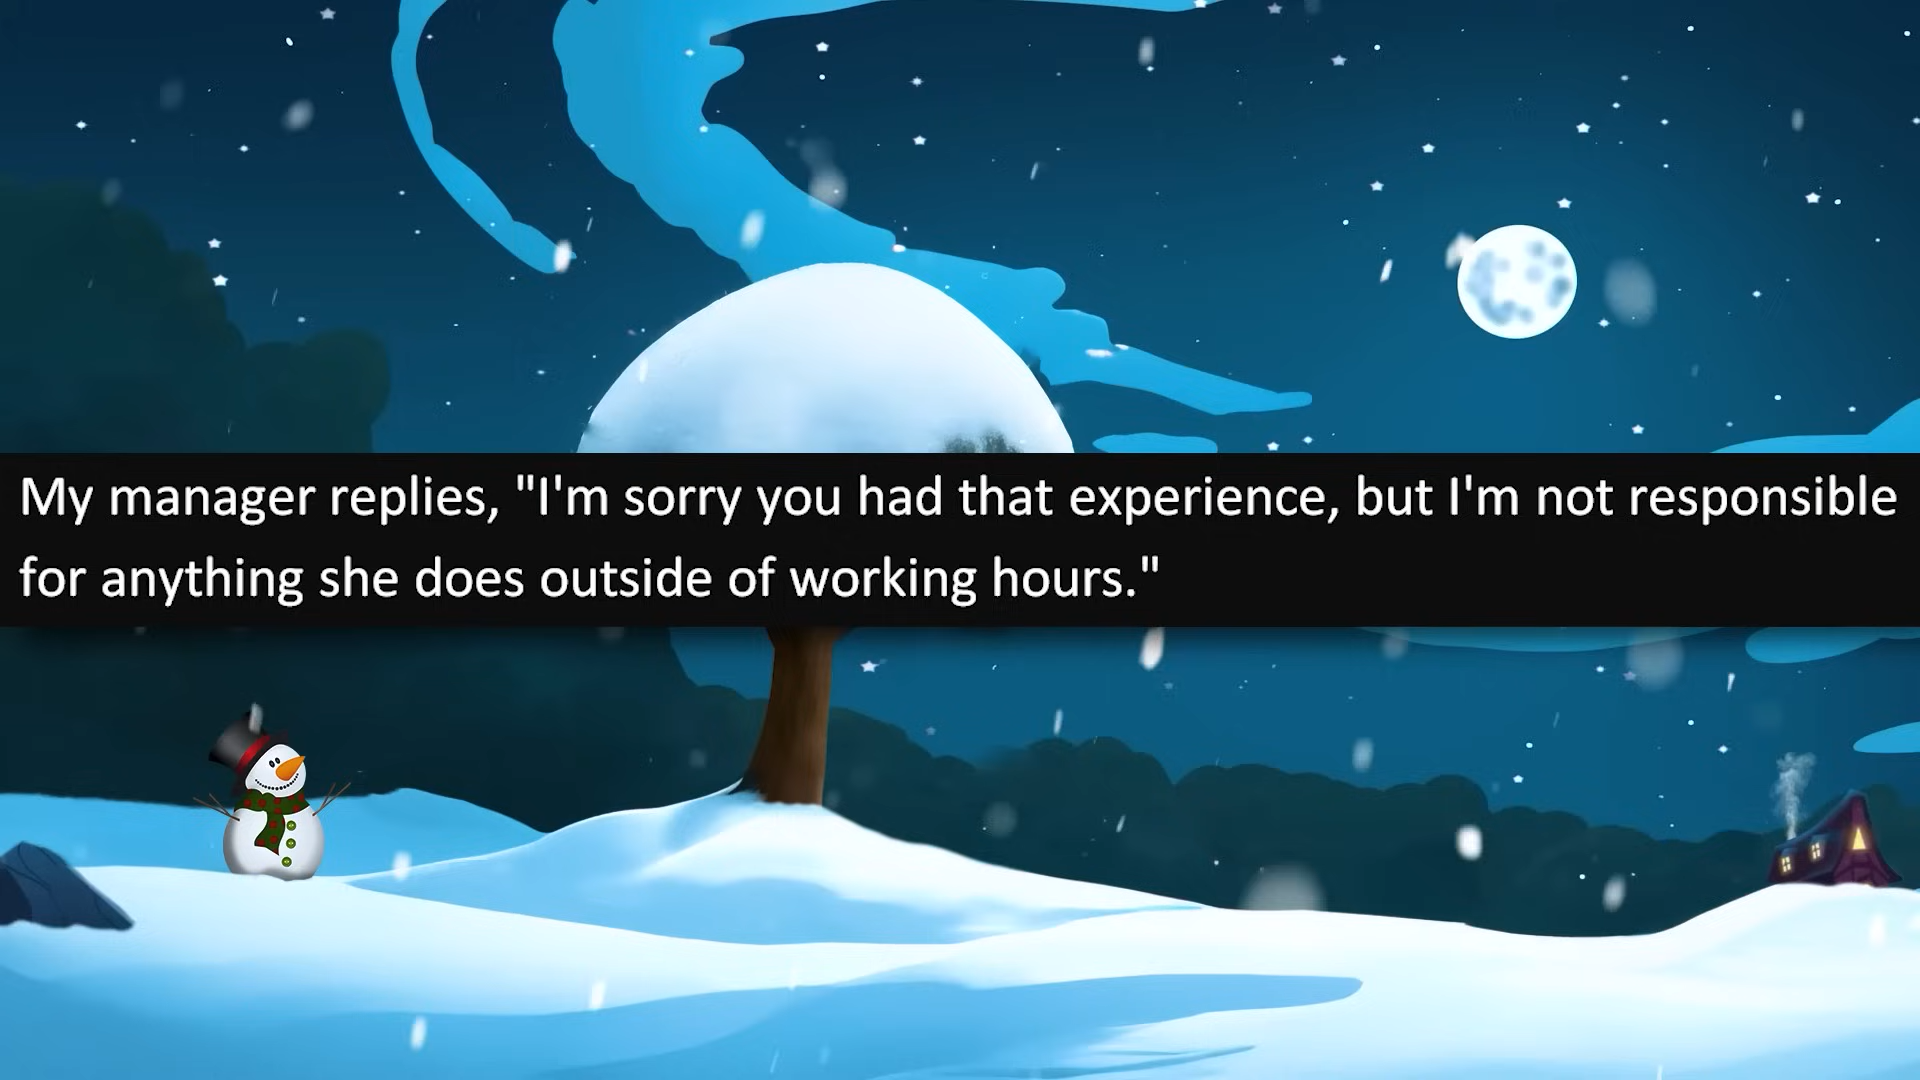 My manager replies, "I'm sorry you had that experience, but I'm not responsible
for anything she does outside of working hours."